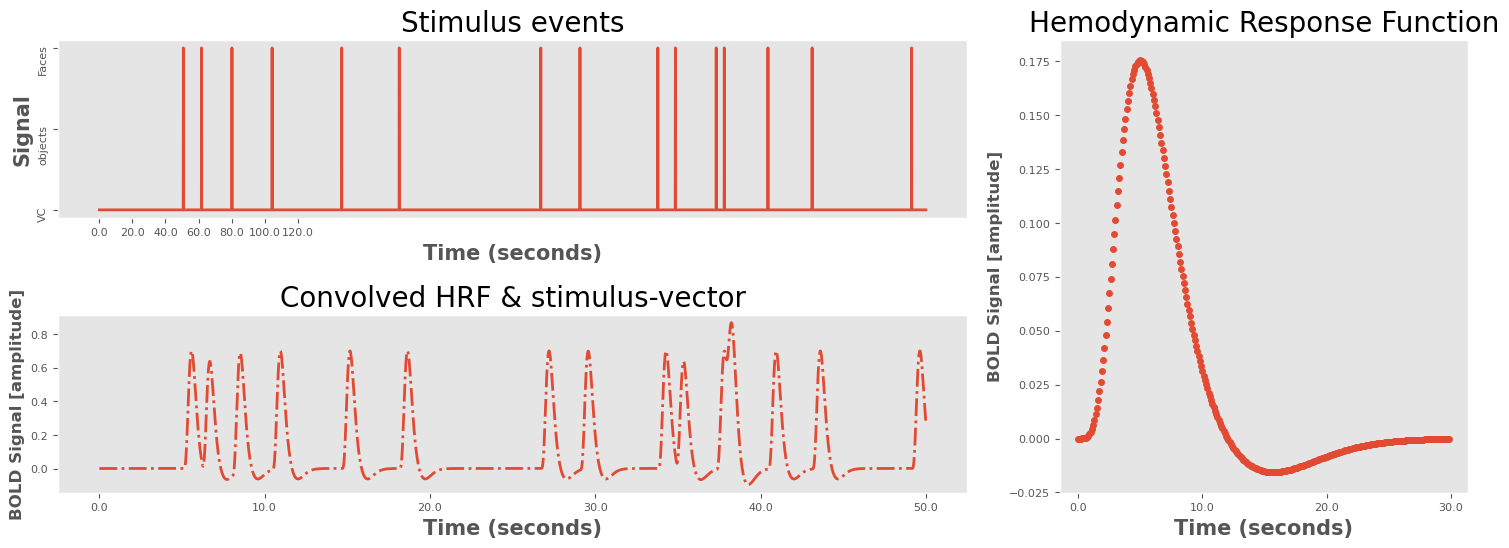 Stimulus events
Signal
Faces
objects
VC
0.0 20.0 40.0 60.0 80.0 100.0 120.0
Time (seconds)
Convolved HRF & stimulus-vector
BOLD Signal [amplitude]
0.8
0.6
0.4
0.2
0.0
0.0 10.0 20.0 30.0 40.0 50.0
Time (seconds)
Hemodynamic Response Function
BOLD Signal [amplitude]
0.175
0.150
0.125
0.100
0.075
0.050
0.025
0.000
−0.025
0.0 10.0 20.0 30.0
Time (seconds)